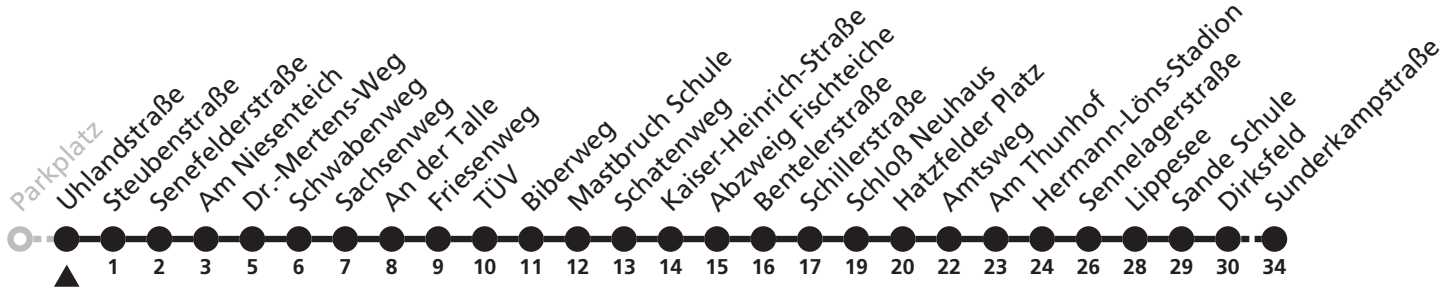 Parkplatz
Uhlandstraße
Steubenstraße
Senefelderstraße
Am Niesenteich
Dr.-Mertens-Weg
Schwabenweg
Sachsenweg
An der Talle
Friesenweg
TÜV
Biberweg
Mastbruch Schule
Schatenweg
Kaiser-Heinrich-Straße
Abzweig Fischteiche
Bentelerstraße
Schillerstraße
Schloß Neuhaus
Hatzfelder Platz
Amtsweg
Am Thunhof
Hermann-Löns-Stadion
Sennelagerstraße
Lippesee
Sande Schule
Dirksfeld
Sunderkampstraße
1 2 3 5 6 7 8 9 10 11 12 13 14 15 16 17 19 20 22 23 24 26 28 29 30 34